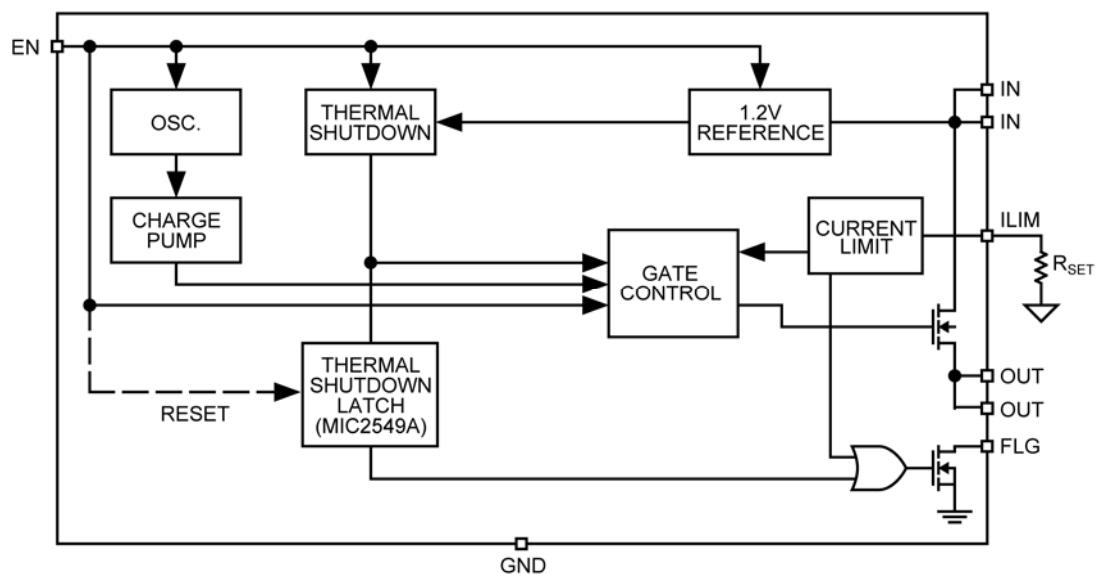 EN
OSC.
THERMAL
SHUTDOWN
1.2V
REFERENCE
IN
IN
CHARGE
PUMP
CURRENT
LIMIT
ILIM
GATE
CONTROL
RSET
THERMAL
SHUTDOWN
LATCH
(MIC2549A)
RESET
OUT
OUT
FLG
GND